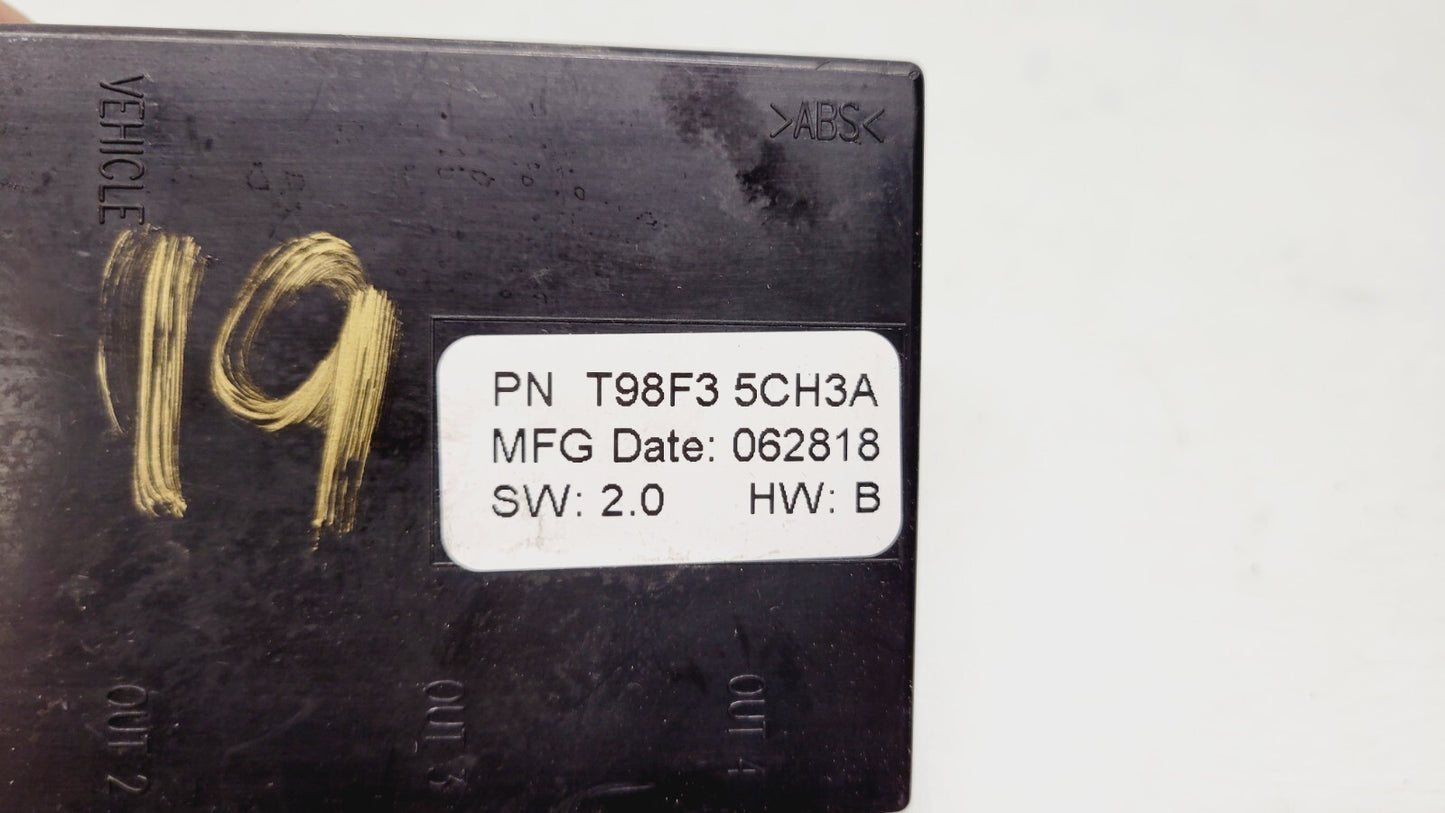 VEHICLE
>ABS<
19
PN T98F3 5CH3A
MFG Date: 062818
SW: 2.0 HW: B
OUT 2
OUT 3
OUT 4